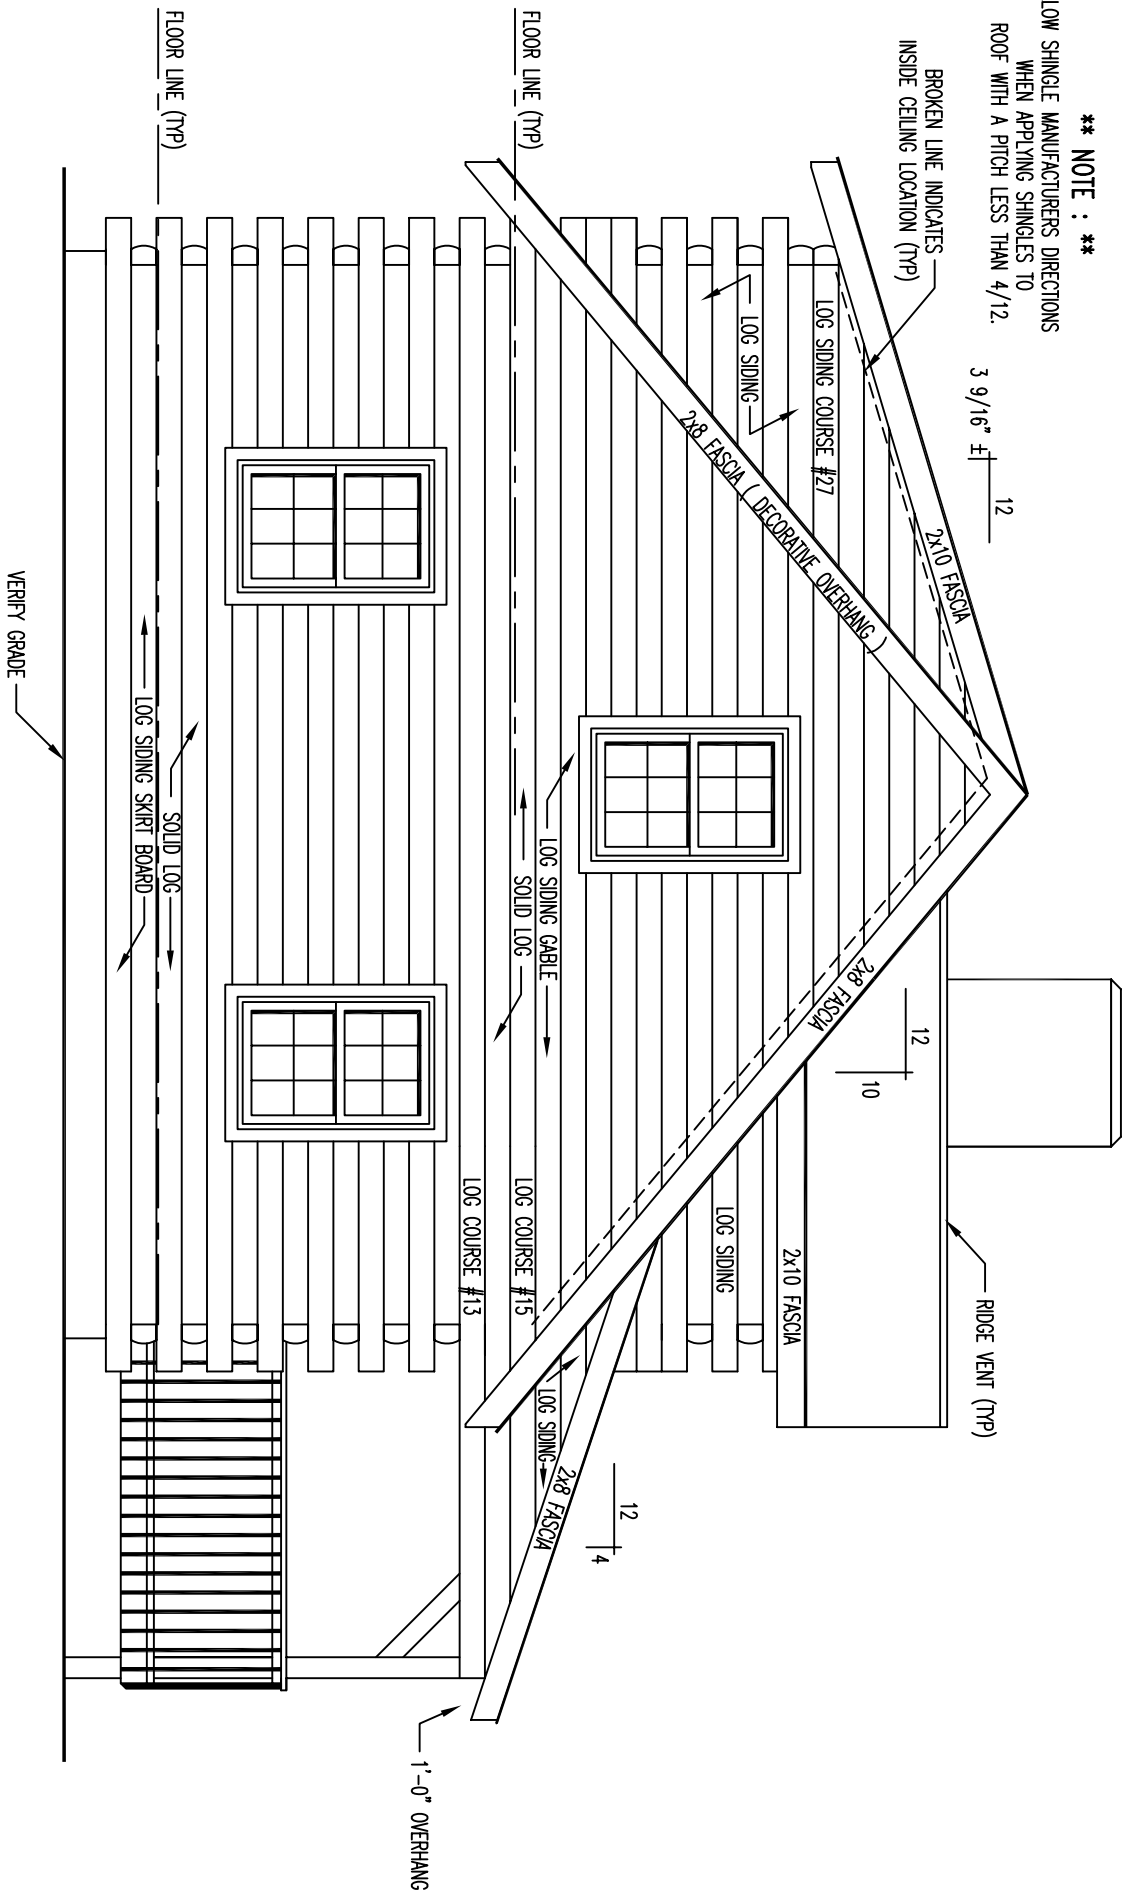 ** NOTE : **
LOW SHINGLE MANUFACTURERS DIRECTIONS
WHEN APPLYING SHINGLES TO
ROOF WITH A PITCH LESS THAN 4/12.
BROKEN LINE INDICATES
INSIDE CEILING LOCATION (TYP)
3 9/16" ±
12
2x10 FASCIA
RIDGE VENT (TYP)
12
10
2x8 FASCIA
2x10 FASCIA
LOG SIDING COURSE #27
LOG SIDING
LOG SIDING
2x8 FASCIA ( DECORATIVE OVERHANG )
12
4
FLOOR LINE (TYP)
LOG SIDING GABLE
SOLID LOG
LOG COURSE #15
LOG SIDING
2x8 FASCIA
LOG COURSE #13
1'-0" OVERHANG
FLOOR LINE (TYP)
SOLID LOG
LOG SIDING SKIRT BOARD
VERIFY GRADE